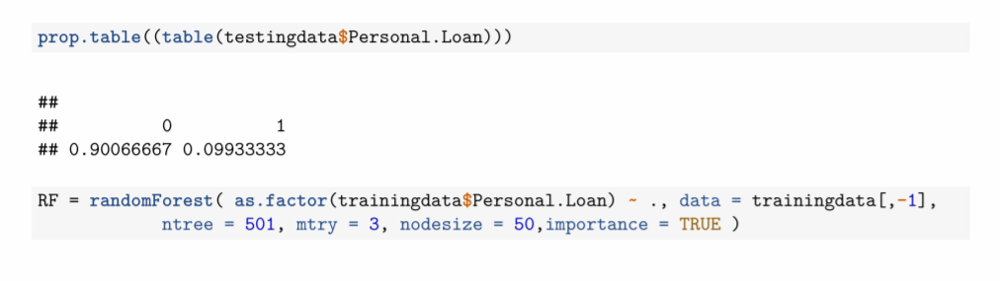 prop.table((table(testingdata$Personal.Loan)))
##
##          0          1
## 0.90066667 0.09933333
RF = randomForest( as.factor(trainingdata$Personal.Loan) ~ ., data = trainingdata[,-1],
ntree = 501, mtry = 3, nodesize = 50,importance = TRUE )